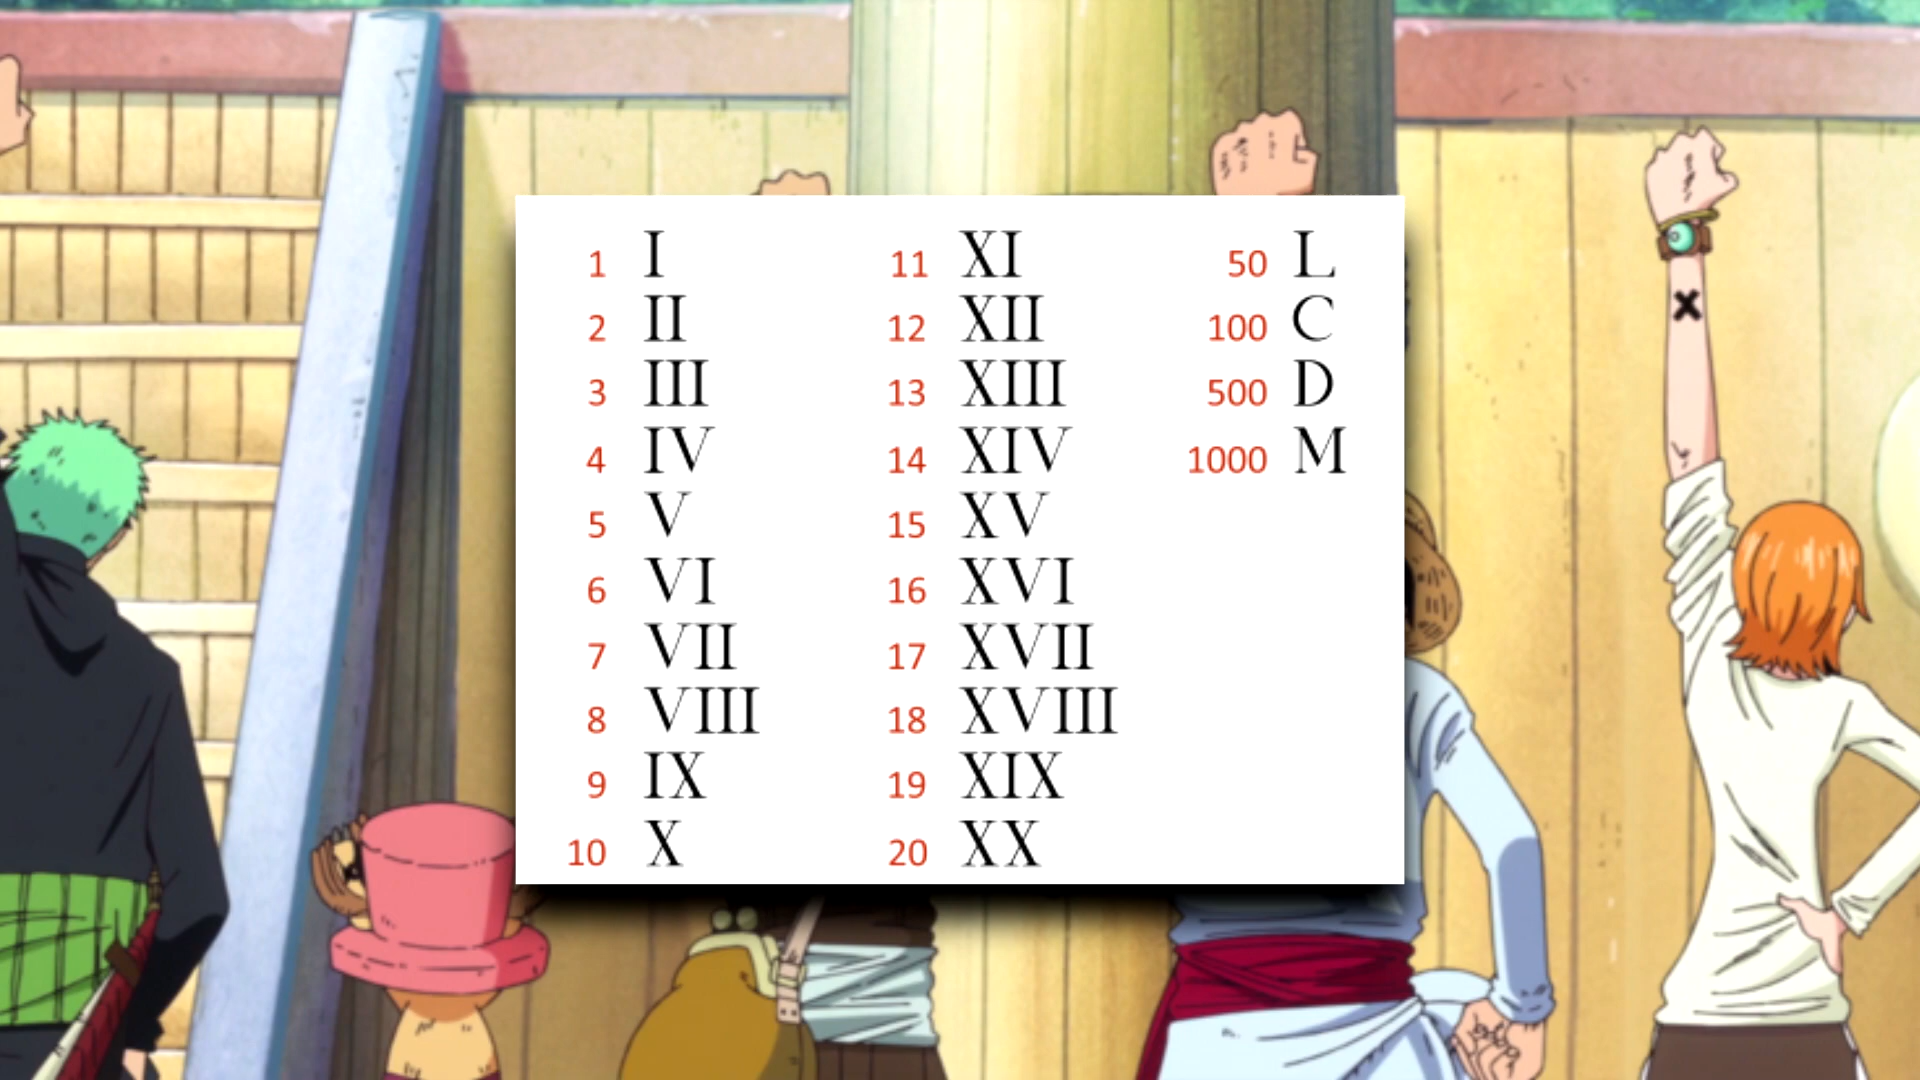 1 I
2 II
3 III
4 IV
5 V
6 VI
7 VII
8 VIII
9 IX
10 X
11 XI
12 XII
13 XIII
14 XIV
15 XV
16 XVI
17 XVII
18 XVIII
19 XIX
20 XX
50 L
100 C
500 D
1000 M